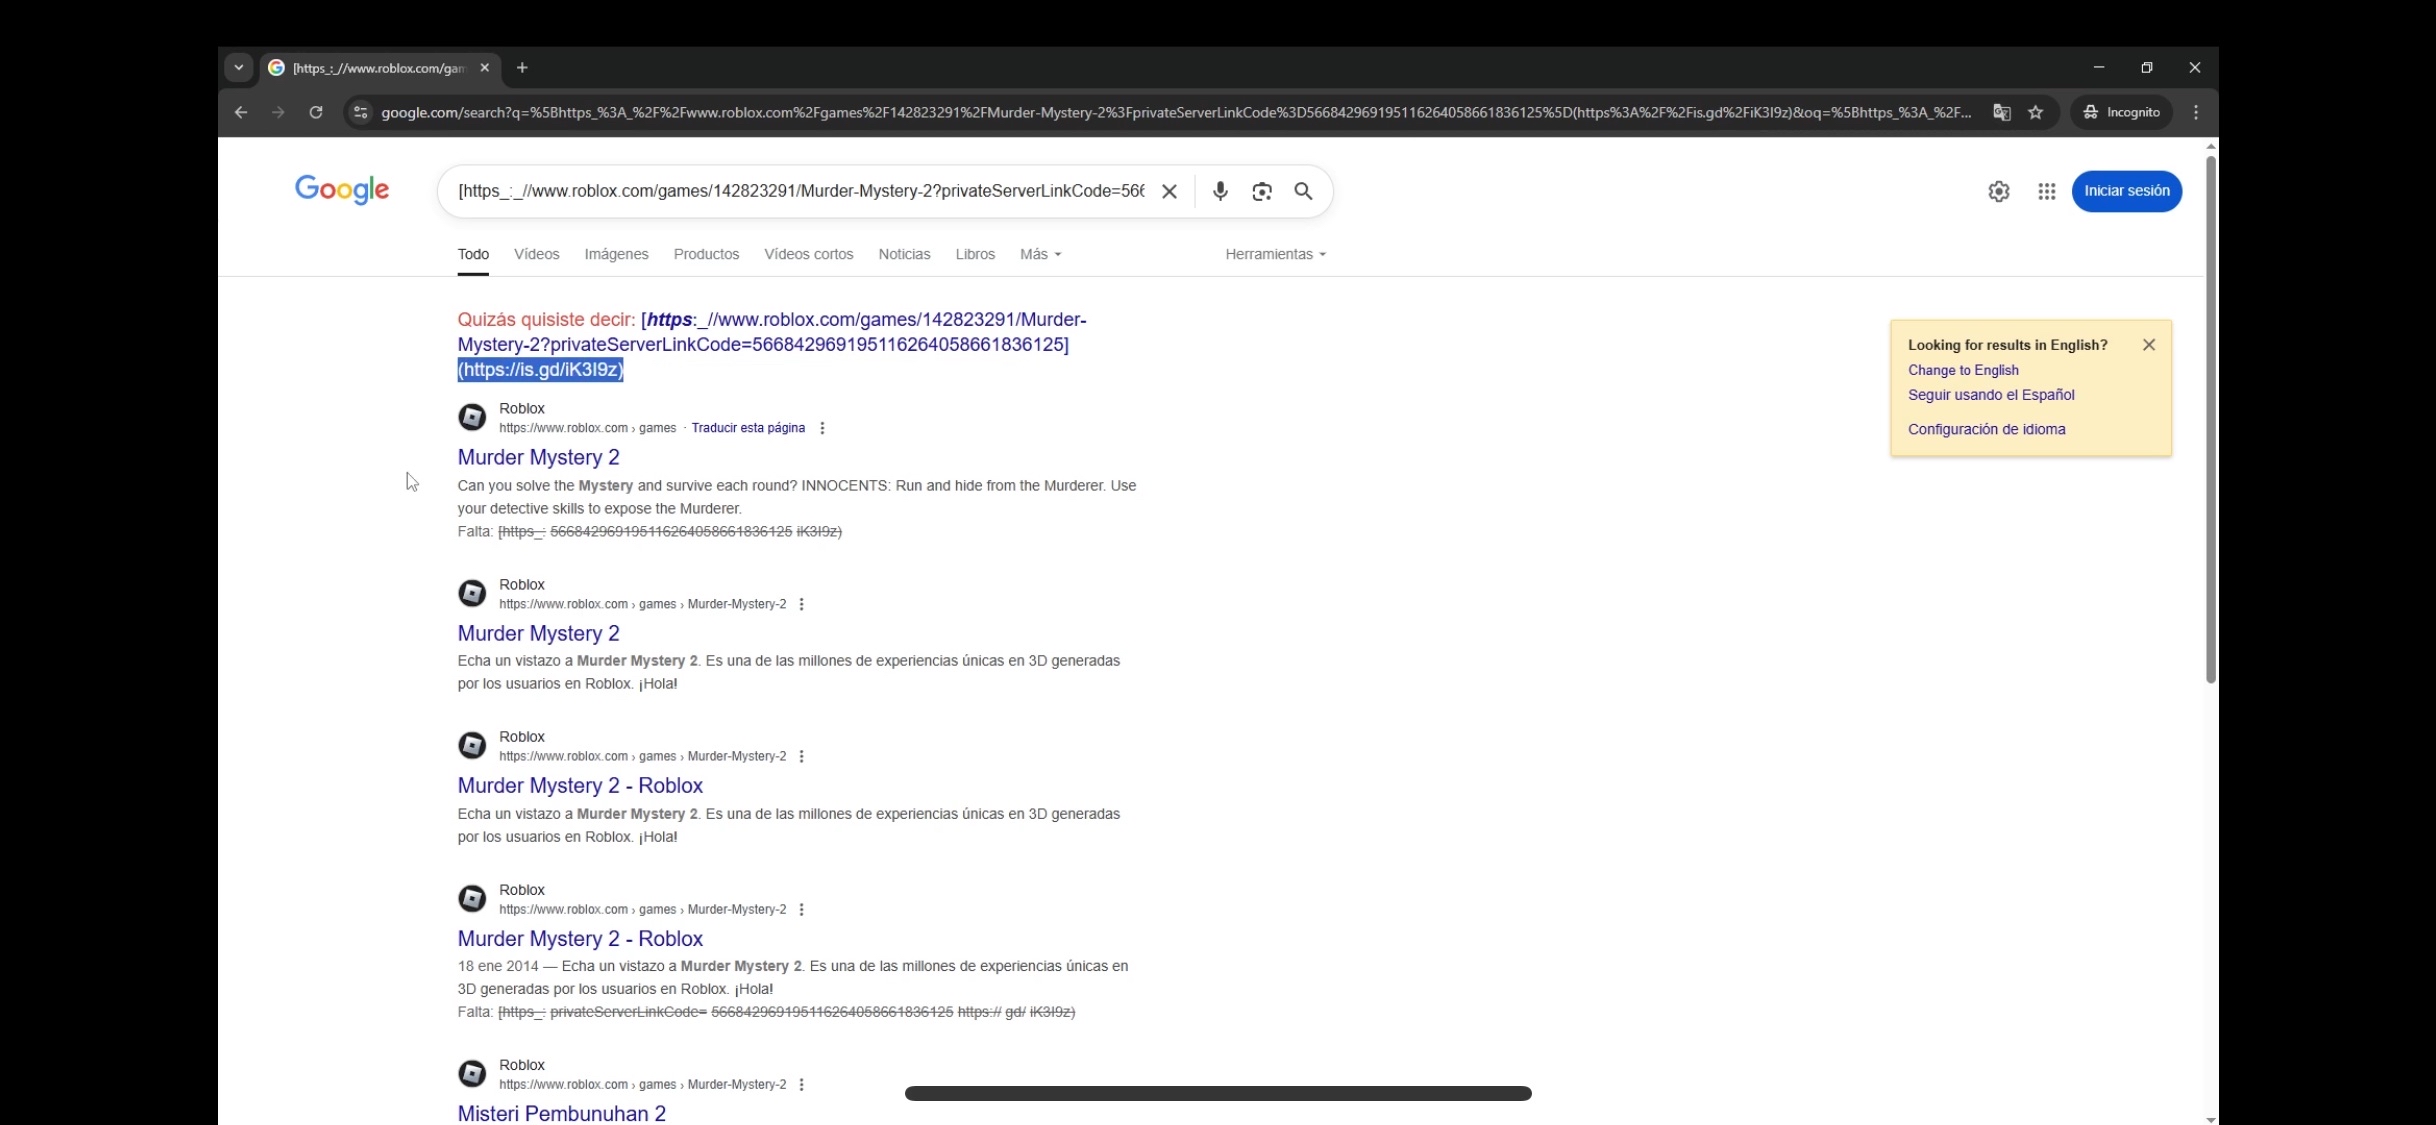 [https_:_//www.roblox.com/gam
google.com/search?q=%5Bhttps_%3A_%2F%2Fwww.roblox.com%2Fgames%2F142823291%2FMurder-Mystery-2%3FprivateServerLinkCode%3D56684296919511626405866183​6125%5D(https%3A%2F%2Fis.gd%2FiK3I9z)&oq=%5Bhttps_%3A_%2F...
Incognito
Google
[https_:_//www.roblox.com/games/142823291/Murder-Mystery-2?privateServerLinkCode=566
Iniciar sesión
Todo Vídeos Imágenes Productos Vídeos cortos Noticias Libros Más Herramientas
Quizás quisiste decir: [https:_//www.roblox.com/games/142823291/Murder-
Mystery-2?privateServerLinkCode=56684296919511626405866183​6125]
(https://is.gd/iK3I9z)
Looking for results in English?
Change to English
Seguir usando el Español
Configuración de idioma
Roblox
https://www.roblox.com › games · Traducir esta página
Murder Mystery 2
Can you solve the Mystery and survive each round? INNOCENTS: Run and hide from the Murderer. Use
your detective skills to expose the Murderer.
Falta: [https_: 56684296919511626405866183​6125 iK3I9z)
Roblox
https://www.roblox.com › games › Murder-Mystery-2
Murder Mystery 2
Echa un vistazo a Murder Mystery 2. Es una de las millones de experiencias únicas en 3D generadas
por los usuarios en Roblox. ¡Hola!
Roblox
https://www.roblox.com › games › Murder-Mystery-2
Murder Mystery 2 - Roblox
Echa un vistazo a Murder Mystery 2. Es una de las millones de experiencias únicas en 3D generadas
por los usuarios en Roblox. ¡Hola!
Roblox
https://www.roblox.com › games › Murder-Mystery-2
Murder Mystery 2 - Roblox
18 ene 2014 — Echa un vistazo a Murder Mystery 2. Es una de las millones de experiencias únicas en
3D generadas por los usuarios en Roblox. ¡Hola!
Falta: [https_: privateServerLinkCode= 56684296919511626405866183​6125 https:// gd/ iK3I9z)
Roblox
https://www.roblox.com › games › Murder-Mystery-2
Misteri Pembunuhan 2